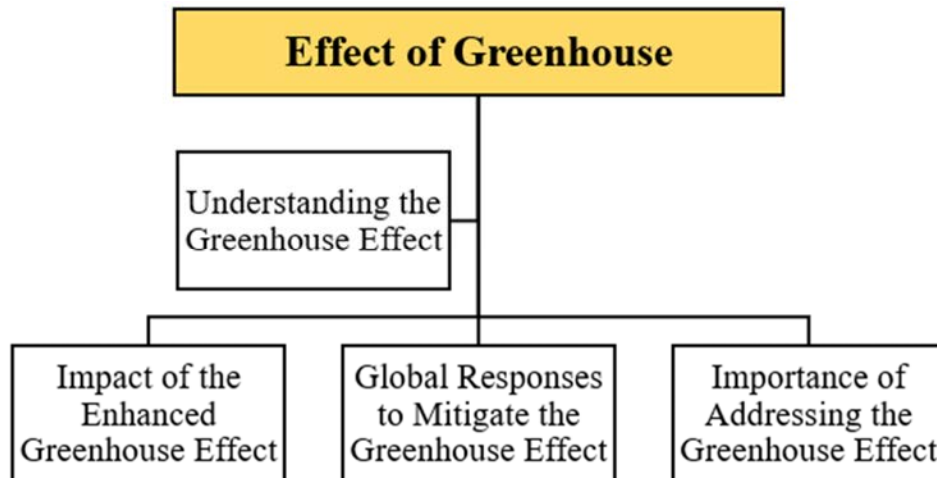 Effect of Greenhouse
Understanding the
Greenhouse Effect
Impact of the
Enhanced
Greenhouse Effect
Global Responses
to Mitigate the
Greenhouse Effect
Importance of
Addressing the
Greenhouse Effect